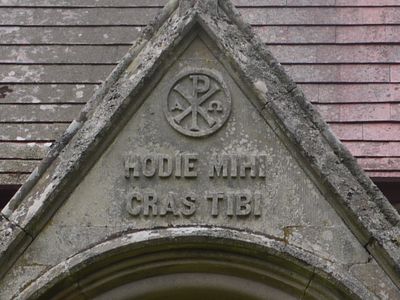 Α Ω
HODIE MIHI
CRAS TIBI